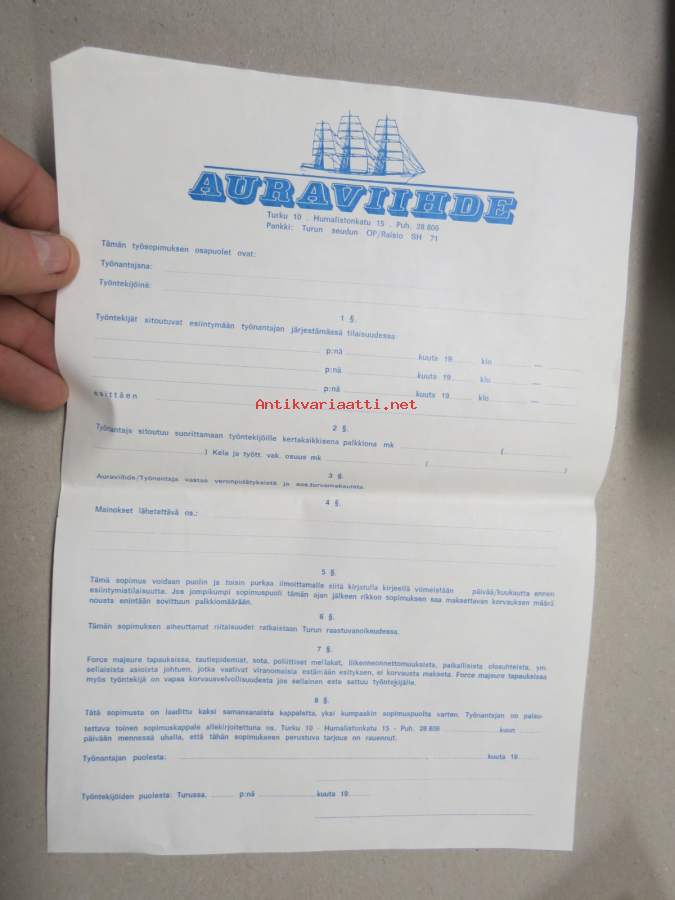 AURAVIIHDE
Turku 10 . Humalistonkatu 15 . Puh. 28 806
Pankki: Turun seudun OP/Raisio SH 71
Tämän työsopimuksen osapuolet ovat:
Työnantajana:
Työntekijöinä:
1 §.
Työntekijät sitoutuvat esiintymään työnantajan järjestämässä tilaisuudessa:
p:nä kuuta 19 klo —
p:nä kuuta 19 klo —
p:nä kuuta 19 klo —
esittäen
Antikvariaatti.net
2 §.
Työnantaja sitoutuu suorittamaan työntekijöille kertakaikkisena palkkiona mk (
) Kela ja tyött. vak. osuus mk ( )
3 §.
Auraviihde/Työnantaja vastaa veronpidätyksistä ja sos.turvamaksuista.
4 §.
Mainokset lähetettävä os.:
5 §.
Tämä sopimus voidaan puolin ja toisin purkaa ilmoittamalla siitä kirjatulla kirjeellä viimeistään päivää/kuukautta ennen
esiintymistilaisuutta. Jos jompikumpi sopimuspuoli tämän ajan jälkeen rikkoo sopimuksen saa maksettavan korvauksen määrä
nousta enintään sovittuun palkkiomäärään.
6 §.
Tämän sopimuksen aiheuttamat riitaisuudet ratkaistaan Turun raastuvanoikeudessa.
7 §.
Force majeure tapauksissa, tautiepidemiat, sota, poliittiset mellakat, liikenneonnettomuuksista, paikallisista olosuhteista, ym.
sellaisista asioista johtuen, jotka vaativat viranomaisia estämään esityksen, ei korvausta makseta. Force majeure tapauksissa
myös työntekijä on vapaa korvausvelvollisuudesta jos sellainen este sattuu työntekijälle.
8 §.
Tätä sopimusta on laadittu kaksi samansanaista kappaletta, yksi kumpaakin sopimuspuolta varten. Työnantajan on palau-
tettava toinen sopimuskappale allekirjoitettuna os. Turku 10 - Humalistonkatu 15 - Puh. 28 806 kuun
päivään mennessä uhalla, että tähän sopimukseen perustuva tarjous on rauennut.
Työnantajan puolesta: kuuta 19
Työntekijöiden puolesta: Turussa, p:nä kuuta 19